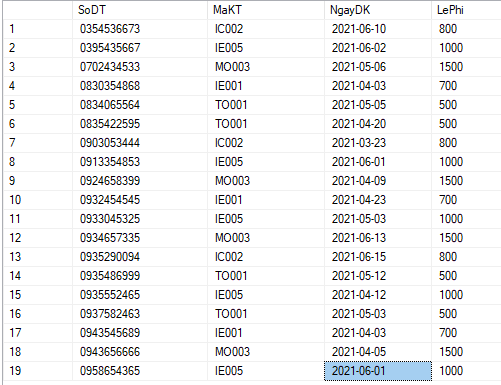 SoDT MaKT NgayDK LePhi
1 0354536673 IC002 2021-06-10 800
2 0395435667 IE005 2021-06-02 1000
3 0702434533 MO003 2021-05-06 1500
4 0830354868 IE001 2021-04-03 700
5 0834065564 TO001 2021-05-05 500
6 0835422595 TO001 2021-04-20 500
7 0903053444 IC002 2021-03-23 800
8 0913354853 IE005 2021-06-01 1000
9 0924658399 MO003 2021-04-09 1500
10 0932454545 IE001 2021-04-23 700
11 0933045325 IE005 2021-05-03 1000
12 0934657335 MO003 2021-06-13 1500
13 0935290094 IC002 2021-06-15 800
14 0935486999 TO001 2021-05-12 500
15 0935552465 IE005 2021-04-12 1000
16 0937582463 TO001 2021-05-03 500
17 0943545689 IE001 2021-04-03 700
18 0943656666 MO003 2021-04-05 1500
19 0958654365 IE005 2021-06-01 1000